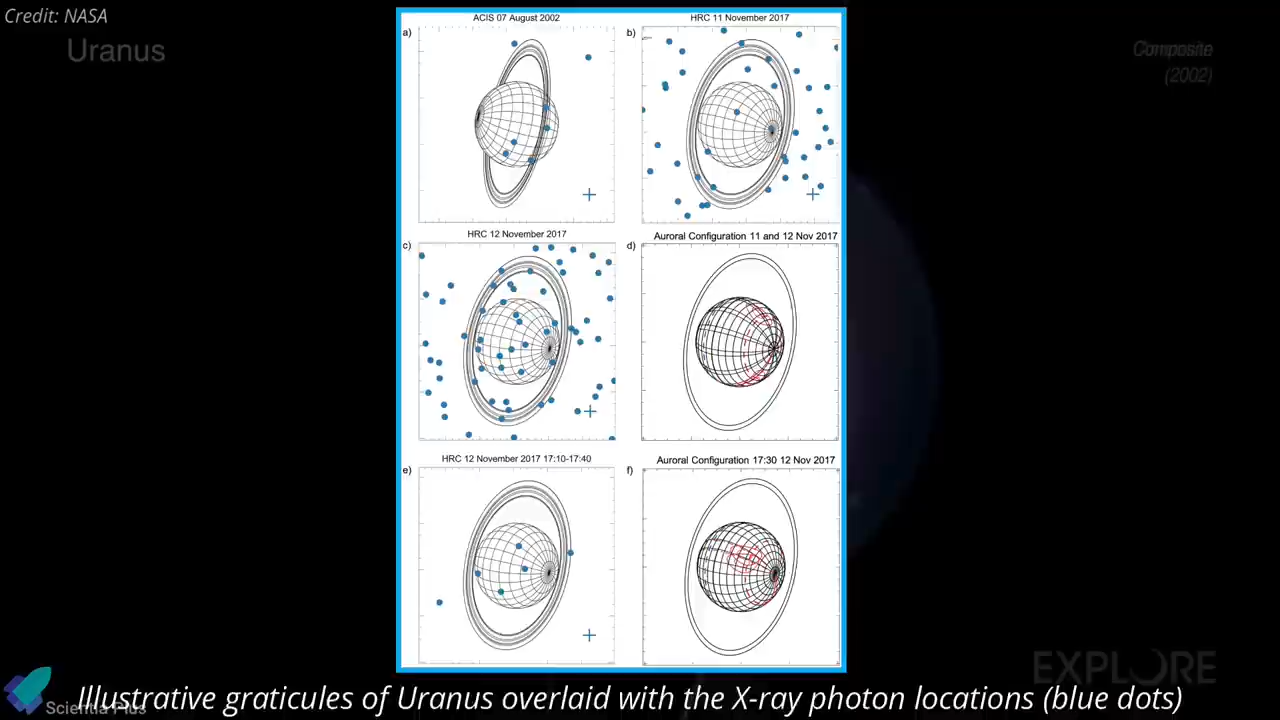 Credit: NASA
Uranus
Composite
(2002)
ACIS 07 August 2002
a)
HRC 11 November 2017
b)
HRC 12 November 2017
c)
Auroral Configuration 11 and 12 Nov 2017
d)
HRC 12 November 2017 17:10-17:40
e)
Auroral Configuration 17:30 12 Nov 2017
f)
EXPLORE
Illustrative graticules of Uranus overlaid with the X-ray photon locations (blue dots)
Scientia Plus